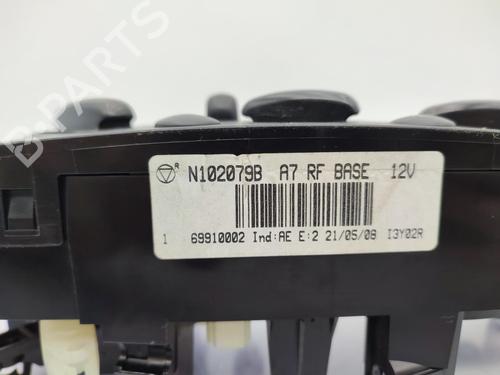 B-PARTS
R N102079B A7 RF BASE 12V
1 69910002 Ind:AE E:2 21/05/08 I3Y02R